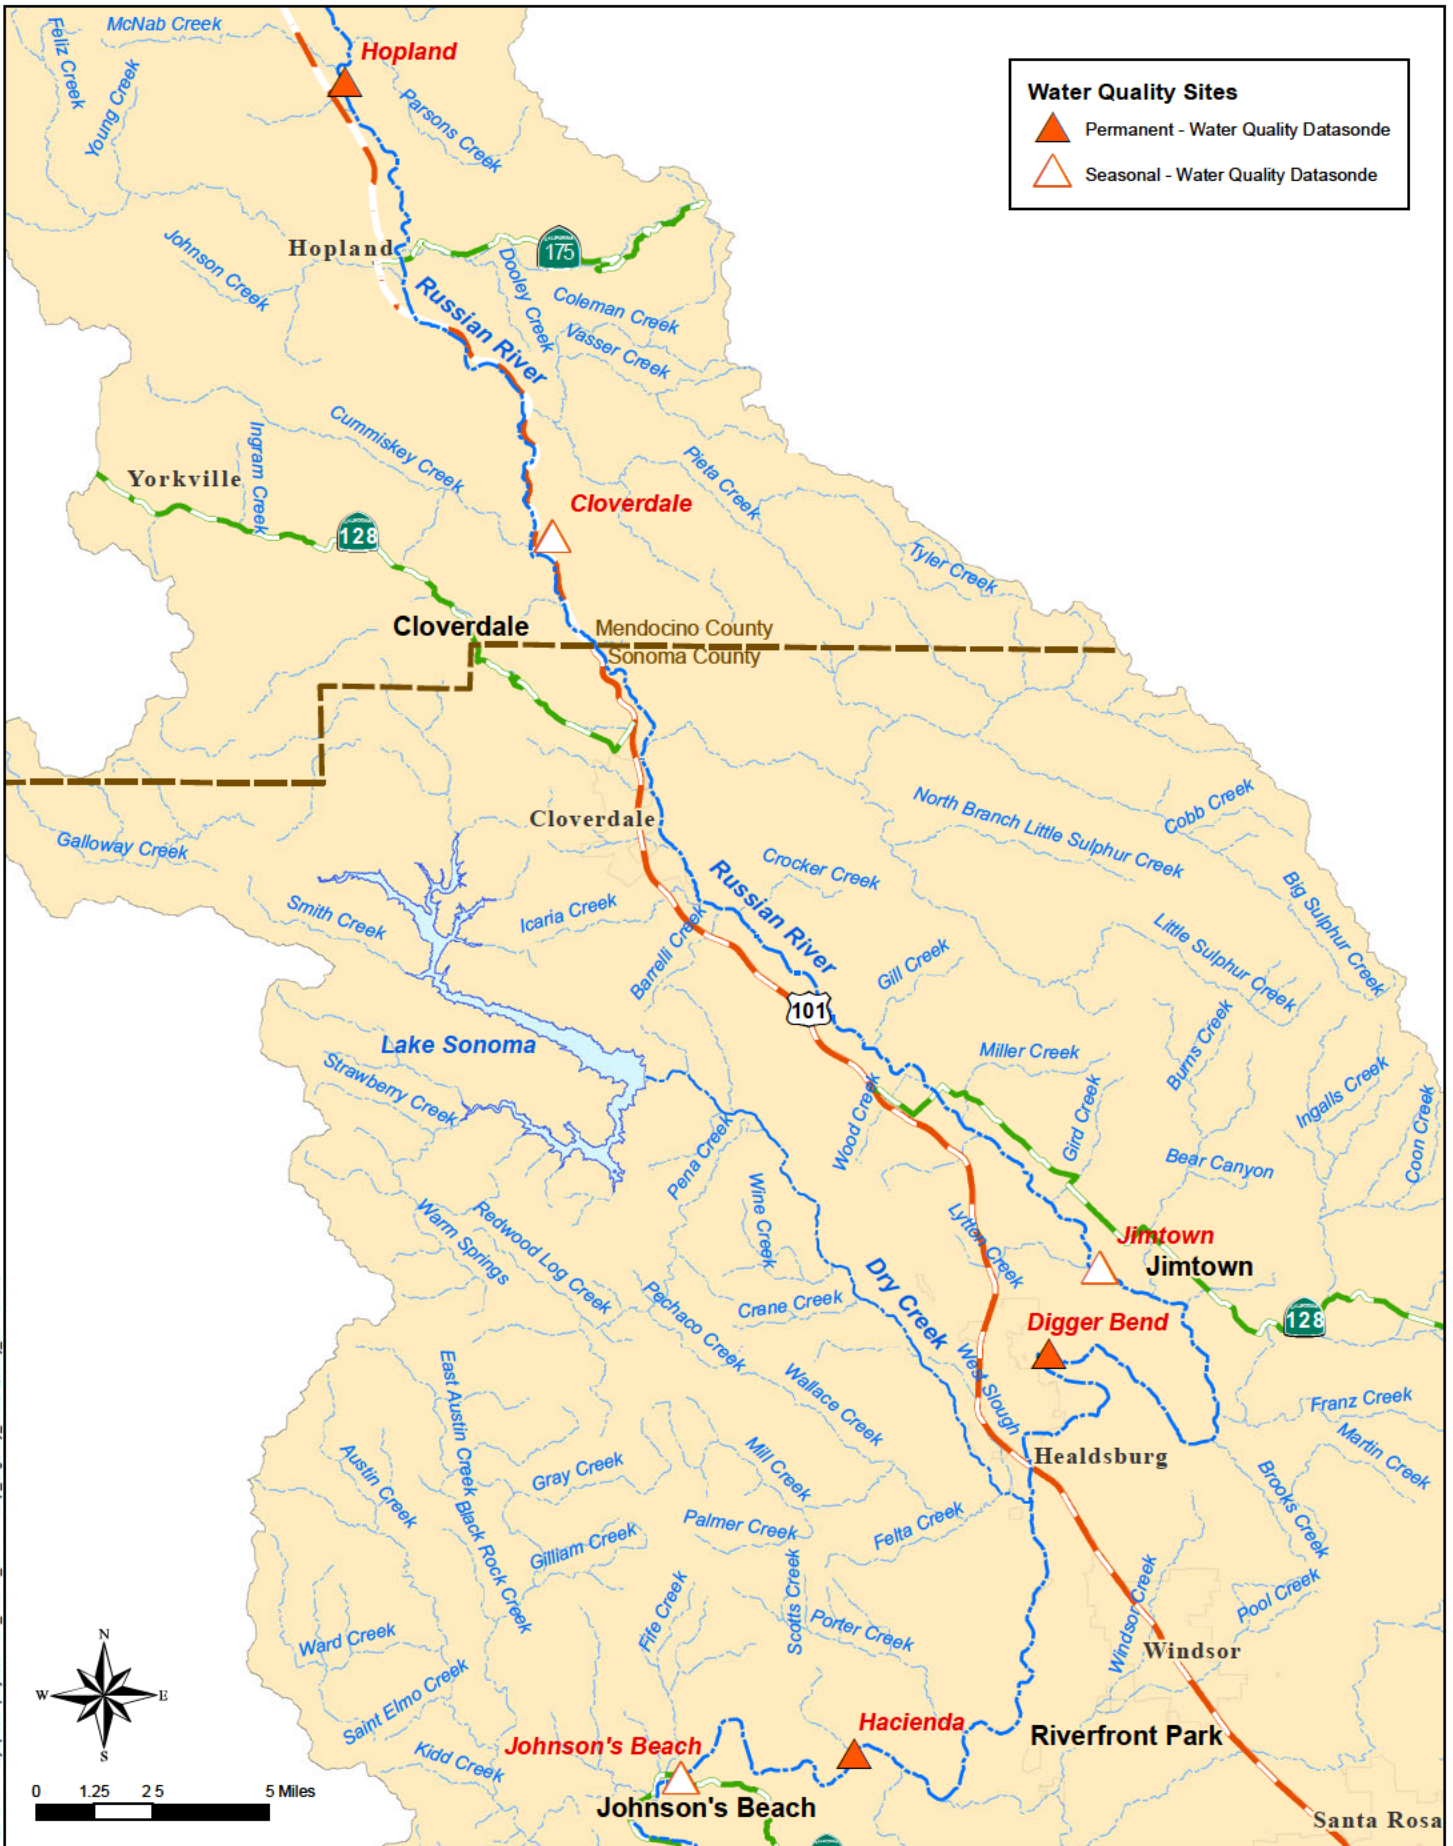 McNab Creek
Feliz Creek
Young Creek
Hopland
Parsons Creek
Water Quality Sites
Permanent - Water Quality Datasonde
Seasonal - Water Quality Datasonde
Johnson Creek
Hopland
CALIFORNIA
175
Dooley Creek
Coleman Creek
Vasser Creek
Russian River
Cummiskey Creek
Ingram Creek
Yorkville
CALIFORNIA
128
Pieta Creek
Cloverdale
Tyler Creek
Cloverdale
Mendocino County
Sonoma County
Cloverdale
Galloway Creek
North Branch Little Sulphur Creek
Cobb Creek
Crocker Creek
Russian River
Smith Creek
Icaria Creek
Barrelli Creek
Gill Creek
Little Sulphur Creek
Big Sulphur Creek
101
Lake Sonoma
Strawberry Creek
Miller Creek
Burns Creek
Ingalls Creek
Coon Creek
Wood Creek
Gird Creek
Bear Canyon
Pena Creek
Wine Creek
Warm Springs
Redwood Log Creek
Lytton Creek
Jimtown
Jimtown
Dry Creek
Pechaco Creek
Crane Creek
Digger Bend
CALIFORNIA
128
West Slough
East Austin Creek
Wallace Creek
Franz Creek
Martin Creek
Austin Creek
Gray Creek
Mill Creek
Healdsburg
Brooks Creek
Black Rock Creek
Palmer Creek
Felta Creek
Gilliam Creek
Scotts Creek
Fife Creek
Porter Creek
Windsor Creek
Pool Creek
Ward Creek
Windsor
Saint Elmo Creek
N
W
E
S
Kidd Creek
Johnson's Beach
Hacienda
Riverfront Park
Johnson's Beach
0 1.25 2 5 5 Miles
Santa Rosa